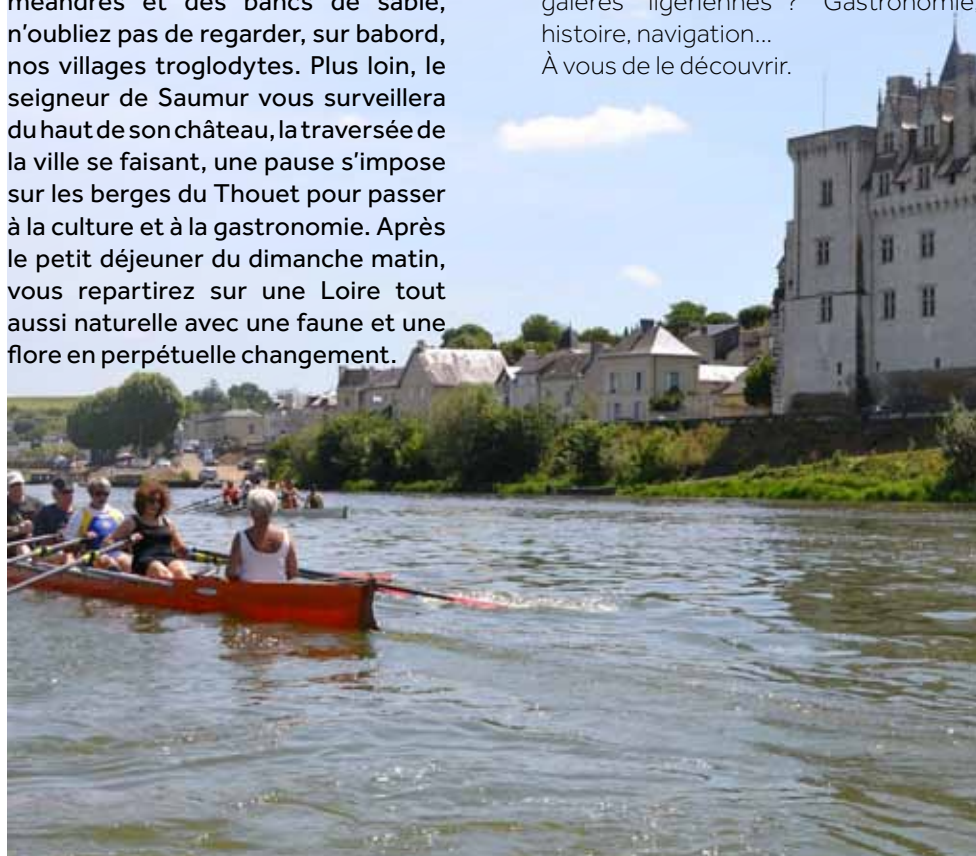 méandres et des bancs de sable,
n'oubliez pas de regarder, sur babord,
nos villages troglodytes. Plus loin, le
seigneur de Saumur vous surveillera
du haut de son château, la traversée de
la ville se faisant, une pause s'impose
sur les berges du Thouet pour passer
à la culture et à la gastronomie. Après
le petit déjeuner du dimanche matin,
vous repartirez sur une Loire tout
aussi naturelle avec une faune et une
flore en perpétuelle changement.
galères ligériennes ? Gastronomie
histoire, navigation...
À vous de le découvrir.